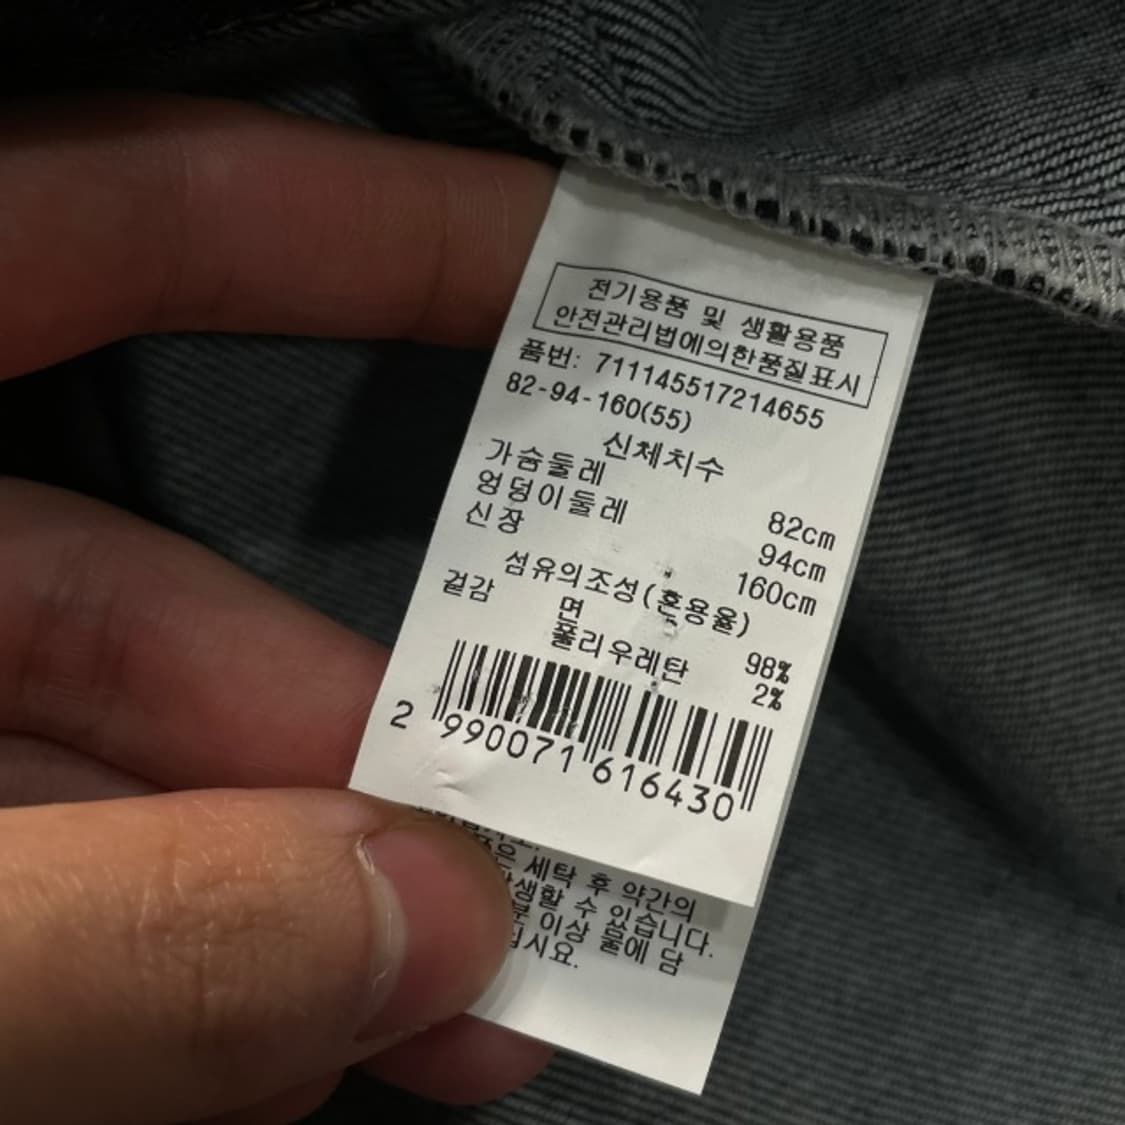 전기용품 및 생활용품
안전관리법에의한품질표시
품번: 711145517214655
82-94-160(55)
신체치수
가슴둘레 82cm
엉덩이둘레 94cm
신장 160cm
섬유의조성(혼용율)
겉감 면 98%
폴리우레탄 2%
2 990071 616430
세탁 후 약간의
생할 수 있습니다.
이상 물에 담
십시요.